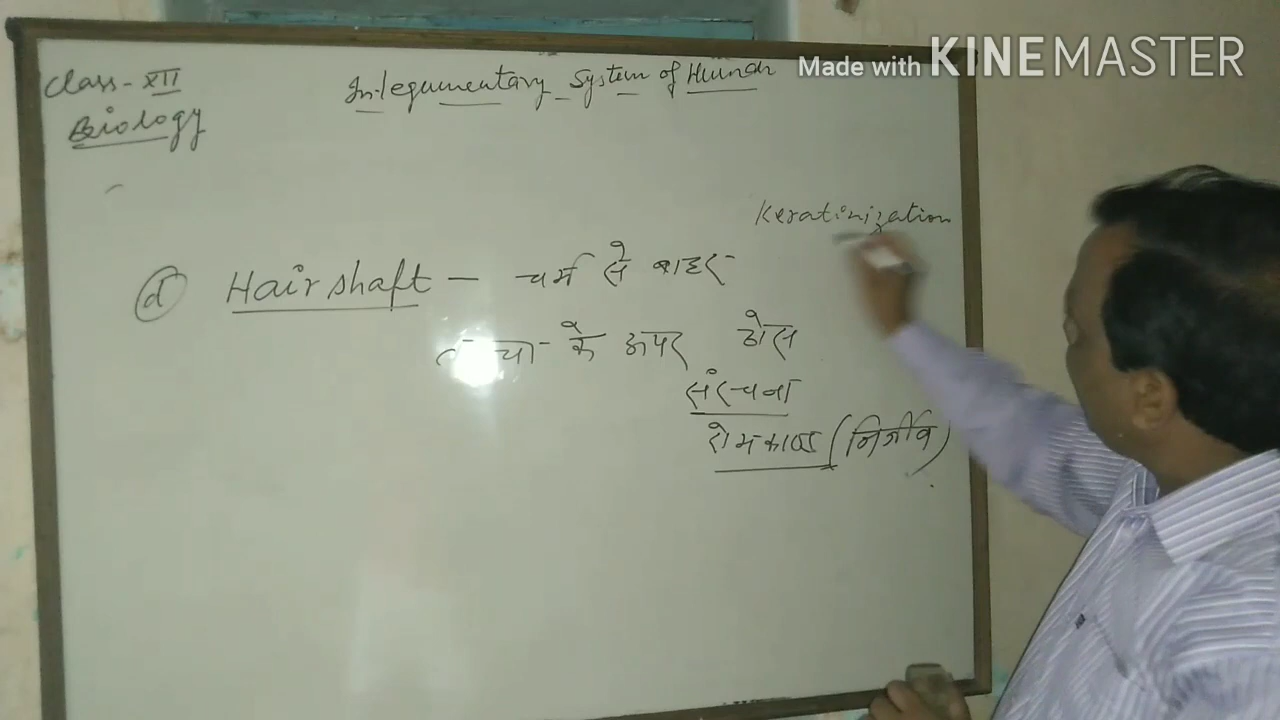 Class - XII
Biology
Integumentary System of Human
Made with KINEMASTER
Keratinization
(d) Hair shaft — चर्म से बाहर
त्वचा के ऊपर ठोस
संरचना
रोमकाण्ड (निर्जीव)